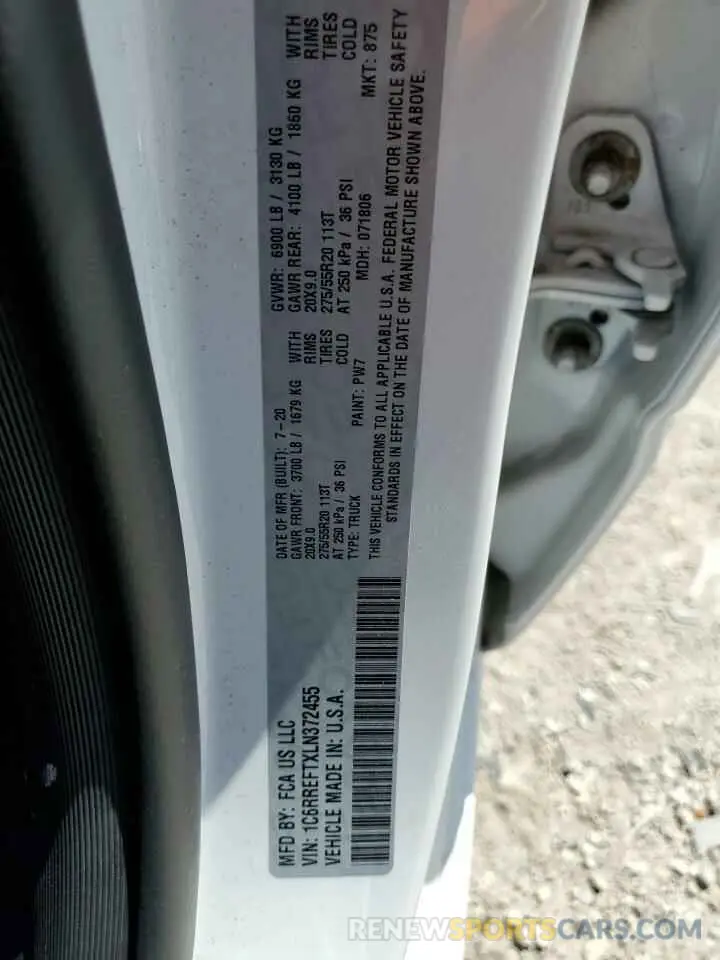 MFD BY: FCA US LLC
VIN: 1C6RREFTXLN372455
VEHICLE MADE IN: U.S.A.
DATE OF MFR (BUILT): 7-20 GVWR: 6900 LB / 3130 KG
GAWR FRONT: 3700 LB / 1679 KG WITH GAWR REAR: 4100 LB / 1860 KG WITH
20X9.0 RIMS 20X9.0 RIMS
275/55R20 113T TIRES 275/55R20 113T TIRES
AT 250 kPa / 36 PSI COLD AT 250 kPa / 36 PSI COLD
TYPE: TRUCK PAINT: PW7 MDH: 071806 MKT: 875
THIS VEHICLE CONFORMS TO ALL APPLICABLE U.S.A. FEDERAL MOTOR VEHICLE SAFETY
STANDARDS IN EFFECT ON THE DATE OF MANUFACTURE SHOWN ABOVE.
RENEWSPORTSCARS.COM